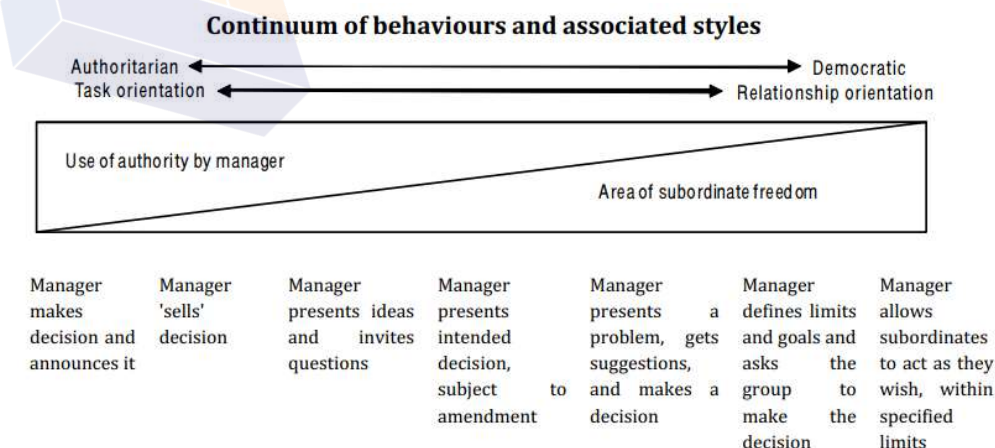 Continuum of behaviours and associated styles
Authoritarian
Democratic
Task orientation
Relationship orientation
Use of authority by manager
Area of subordinate freedom
Manager
makes
decision and
announces it
Manager
'sells'
decision
Manager
presents ideas
and invites
questions
Manager
presents
intended
decision,
subject to
amendment
Manager
presents a
problem, gets
suggestions,
and makes a
decision
Manager
defines limits
and goals and
asks the
group to
make the
decision
Manager
allows
subordinates
to act as they
wish, within
specified
limits